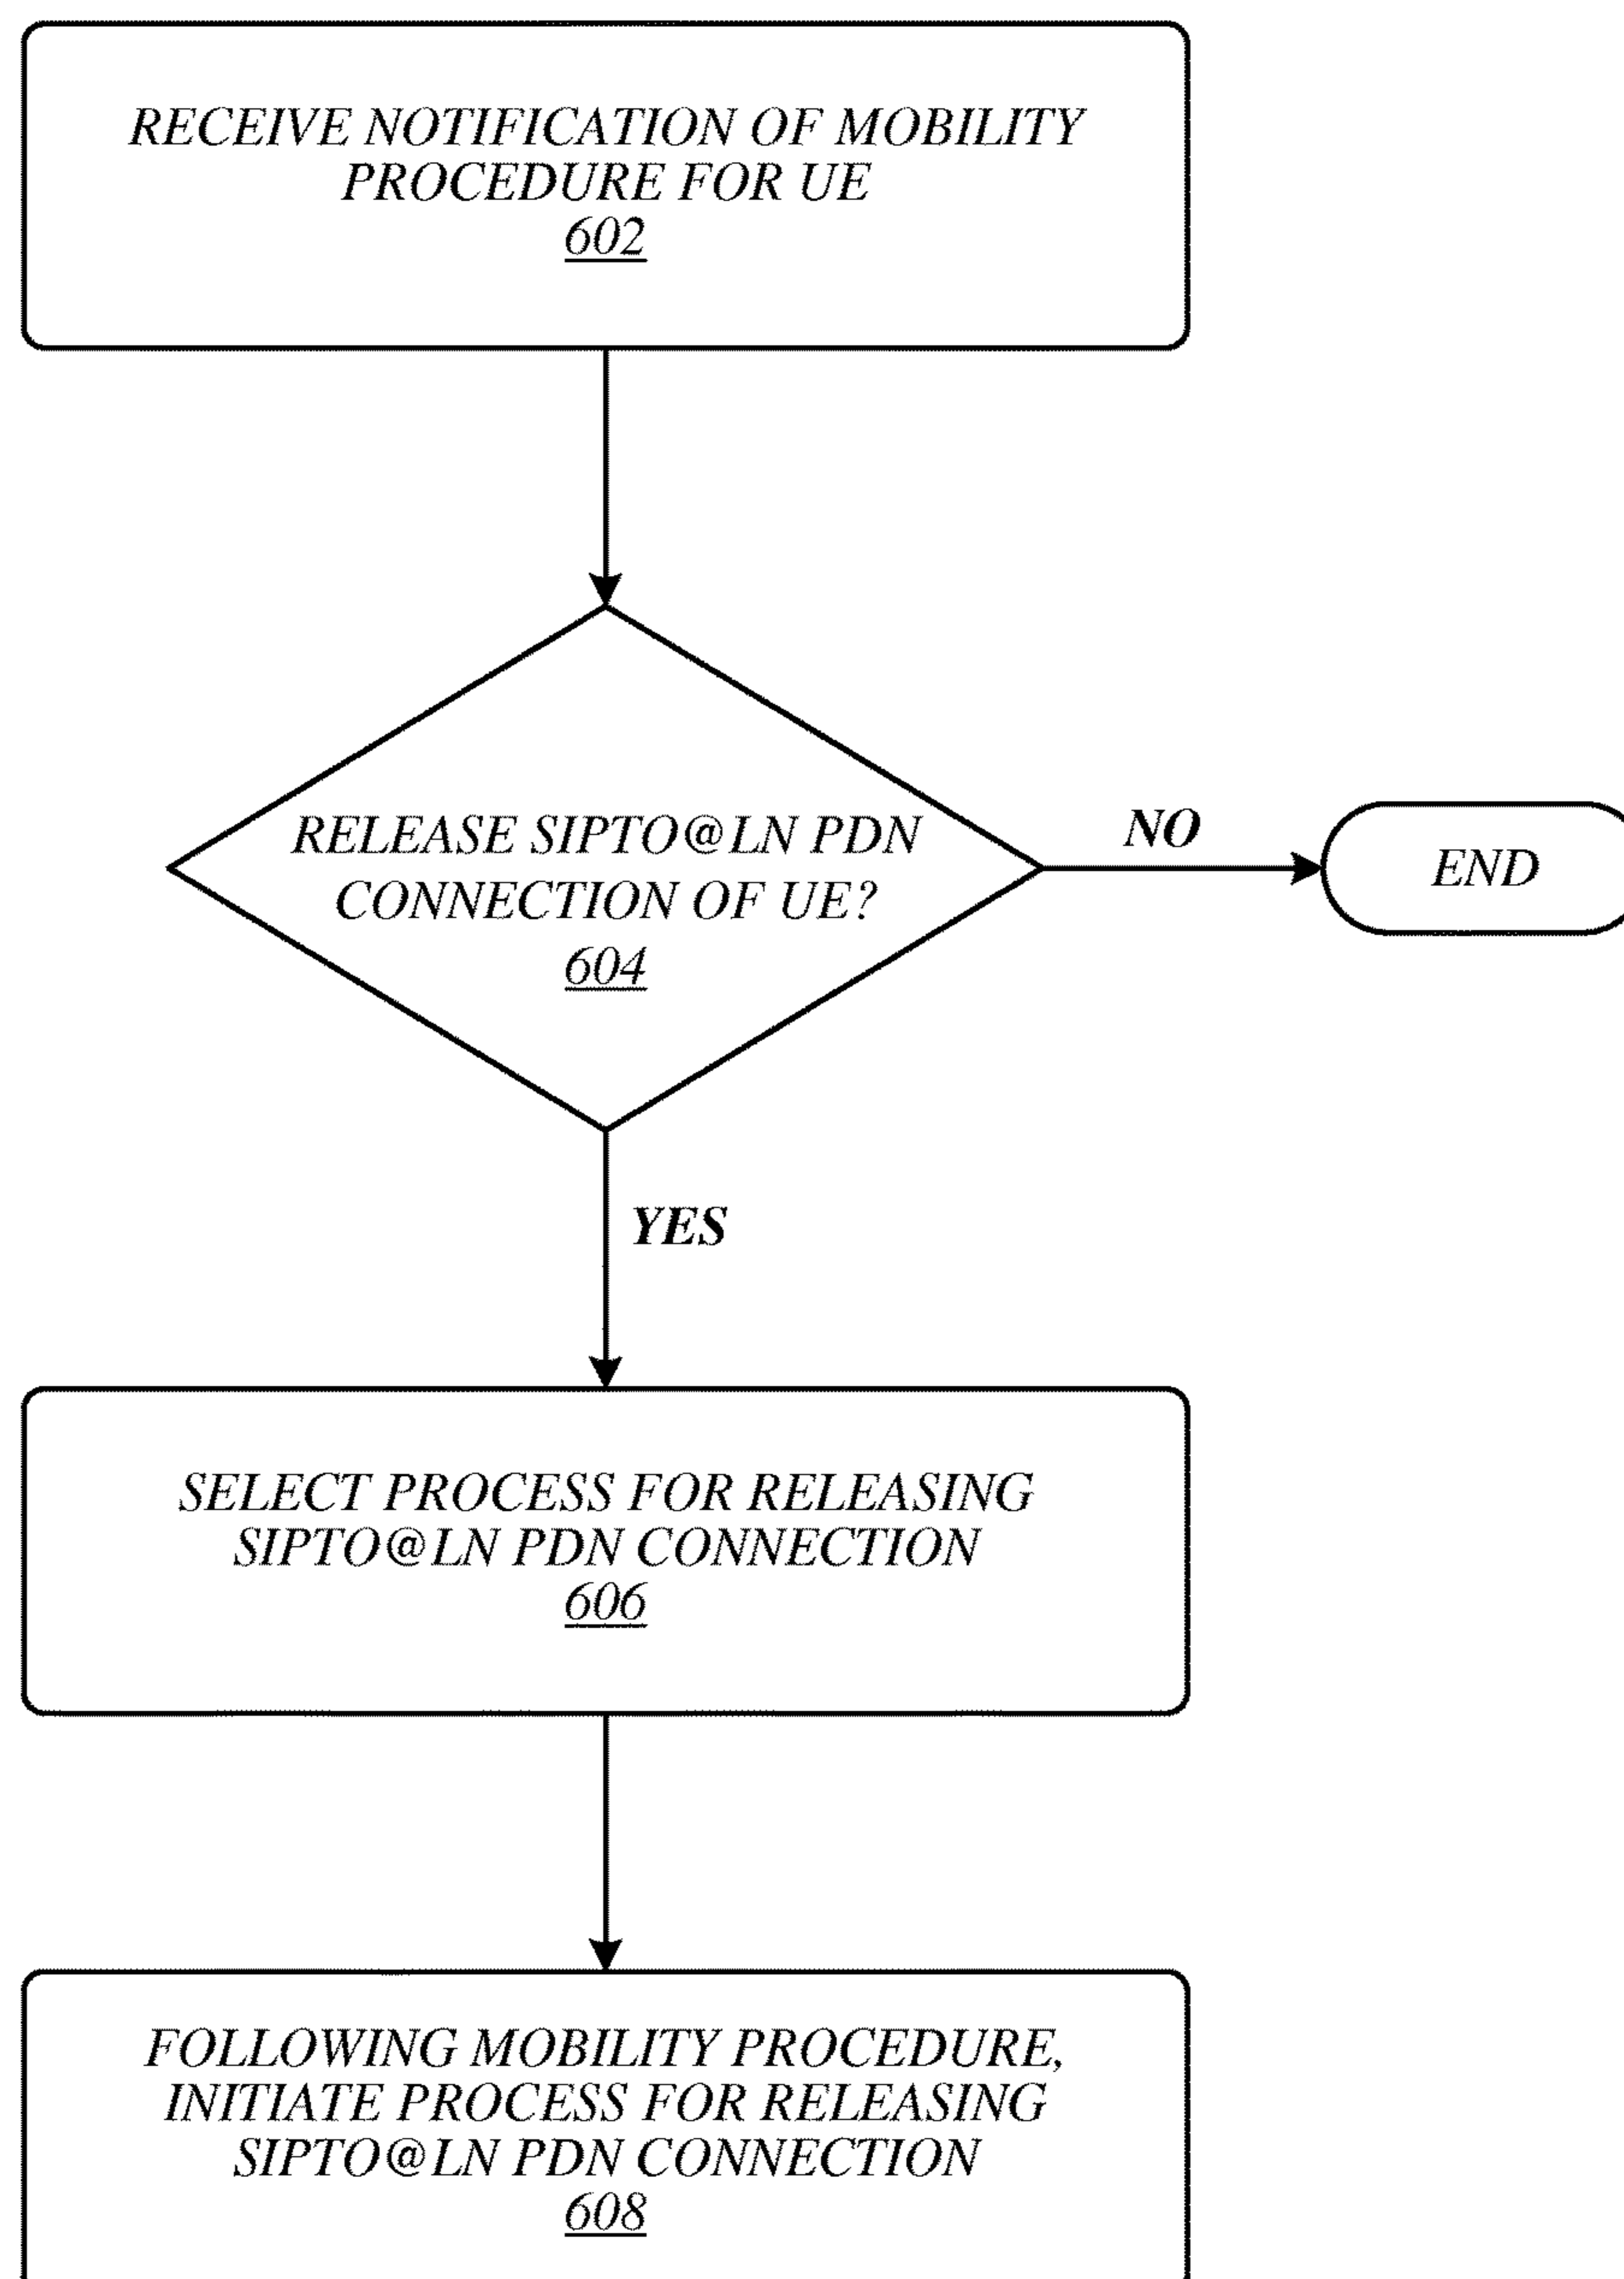 RECEIVE NOTIFICATION OF MOBILITY
PROCEDURE FOR UE
602
RELEASE SIPTO@LN PDN
CONNECTION OF UE?
604
NO
END
YES
SELECT PROCESS FOR RELEASING
SIPTO@LN PDN CONNECTION
606
FOLLOWING MOBILITY PROCEDURE,
INITIATE PROCESS FOR RELEASING
SIPTO@LN PDN CONNECTION
608